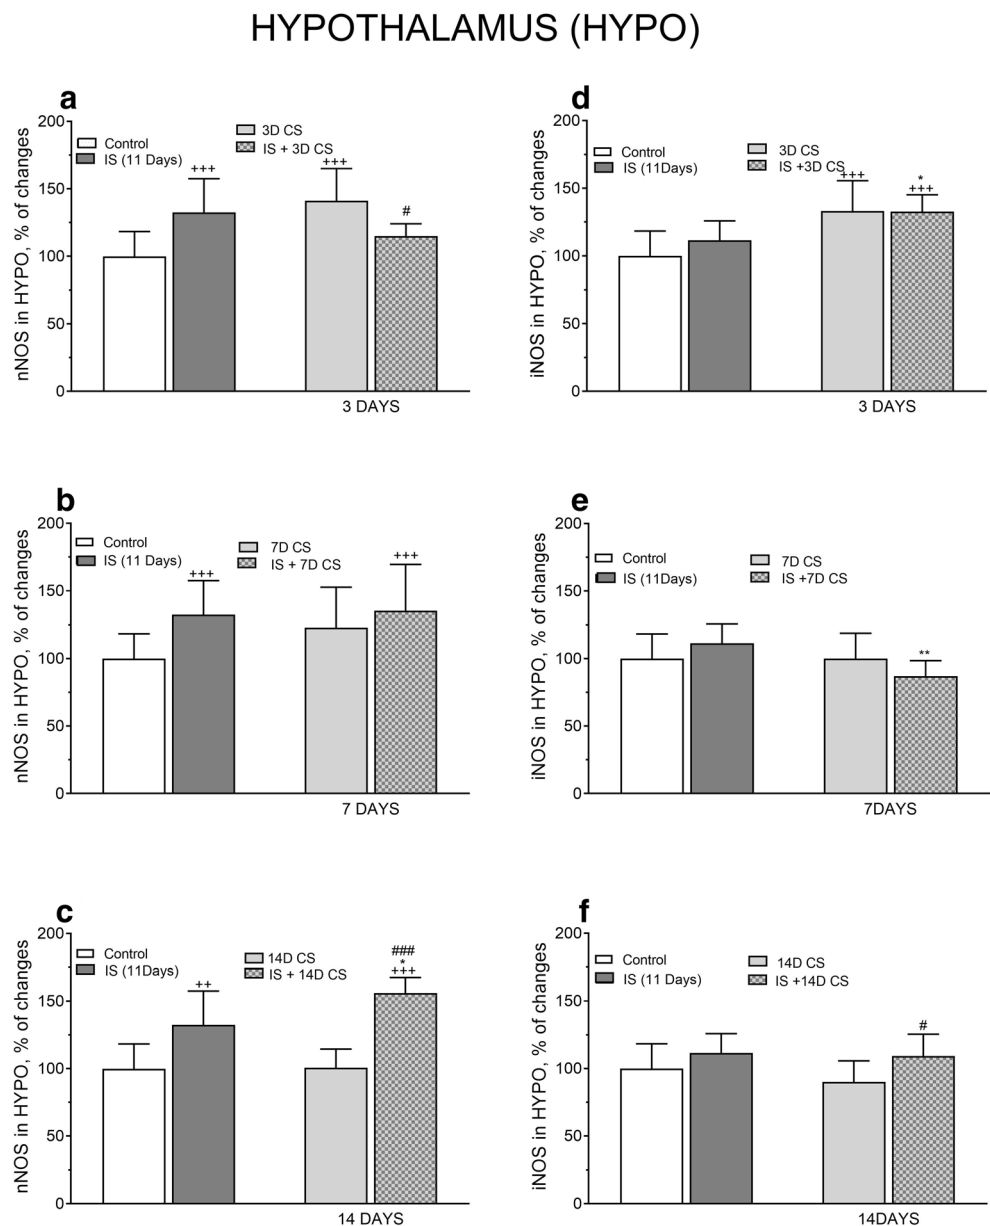 HYPOTHALAMUS (HYPO)
a
nNOS in HYPO, % of changes
200
150
100
50
0
Control
IS (11 Days)
3D CS
IS + 3D CS
+++
+++
#
3 DAYS
d
iNOS in HYPO, % of changes
200
150
100
50
0
Control
IS (11Days)
3D CS
IS +3D CS
+++
*
+++
3 DAYS
b
nNOS in HYPO, % of changes
200
150
100
50
0
Control
IS (11 Days)
7D CS
IS + 7D CS
+++
+++
7 DAYS
e
iNOS in HYPO, % of changes
200
150
100
50
0
Control
IS (11Days)
7D CS
IS +7D CS
**
7DAYS
c
nNOS in HYPO, % of changes
200
150
100
50
0
Control
IS (11Days)
14D CS
IS + 14D CS
++
###
*
+++
14 DAYS
f
iNOS in HYPO, % of changes
200
150
100
50
0
Control
IS (11 Days)
14D CS
IS +14D CS
#
14DAYS